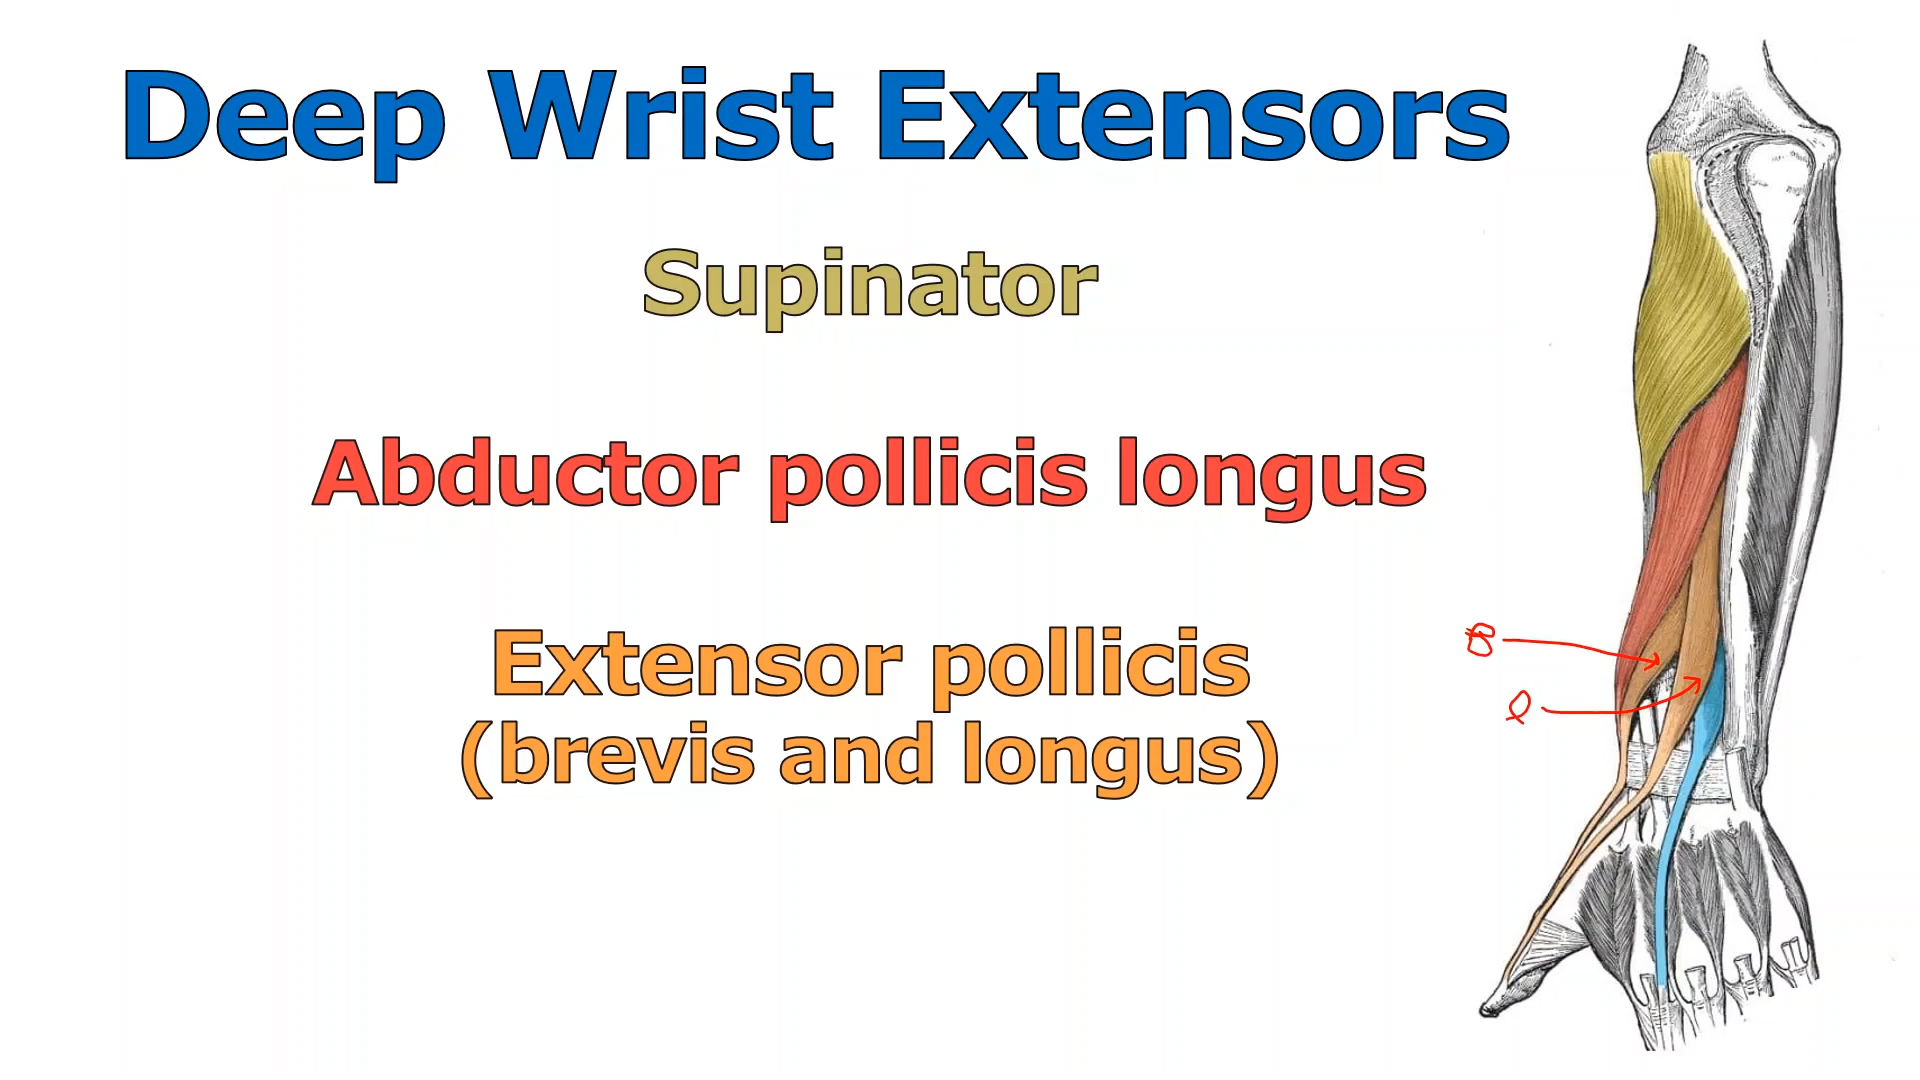 Deep Wrist Extensors
Supinator
Abductor pollicis longus
Extensor pollicis
(brevis and longus)
B
l